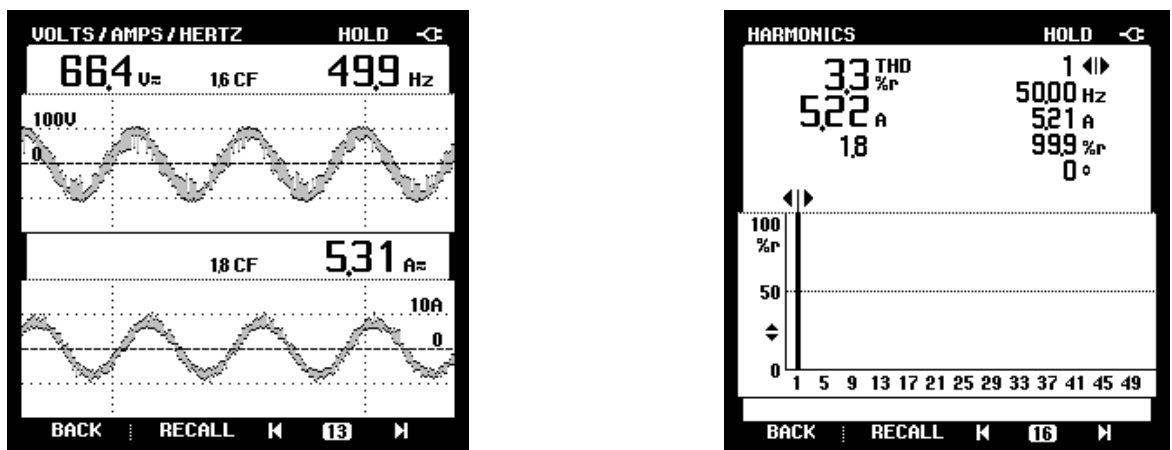 VOLTS/AMPS/HERTZ HOLD
66.4 V≂ 1.6 CF 49.9 Hz
100V
0
1.8 CF 5.31 A≂
10A
0
BACK RECALL 13
HARMONICS HOLD
3.3 THD %r 1
5.22 A 50.00 Hz
1.8 5.21 A
99.9 %r
0 °
100
%r
50
0
1 5 9 13 17 21 25 29 33 37 41 45 49
BACK RECALL 16